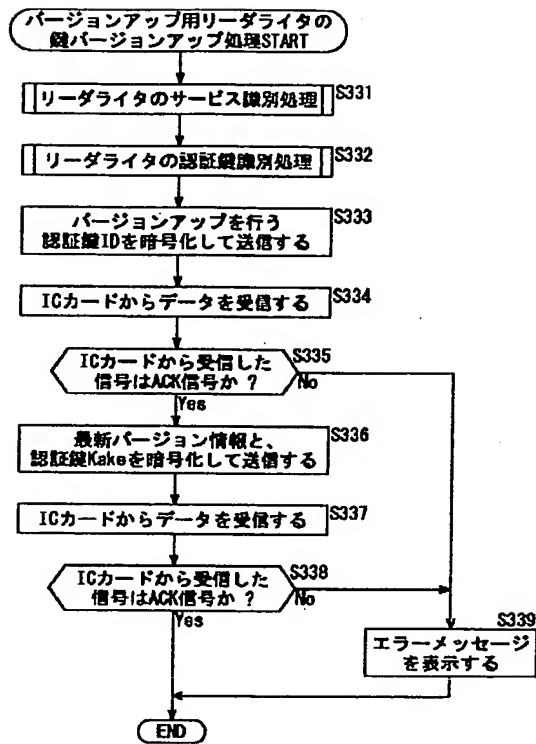 バージョンアップ用リーダライタの
鍵バージョンアップ処理START
リーダライタのサービス識別処理
S331
リーダライタの認証鍵識別処理
S332
バージョンアップを行う
認証鍵IDを暗号化して送信する
S333
ICカードからデータを受信する
S334
ICカードから受信した
信号はACK信号か ?
S335
No
Yes
最新バージョン情報と、
認証鍵Kakeを暗号化して送信する
S336
ICカードからデータを受信する
S337
ICカードから受信した
信号はACK信号か ?
S338
No
Yes
エラーメッセージ
を表示する
S339
END